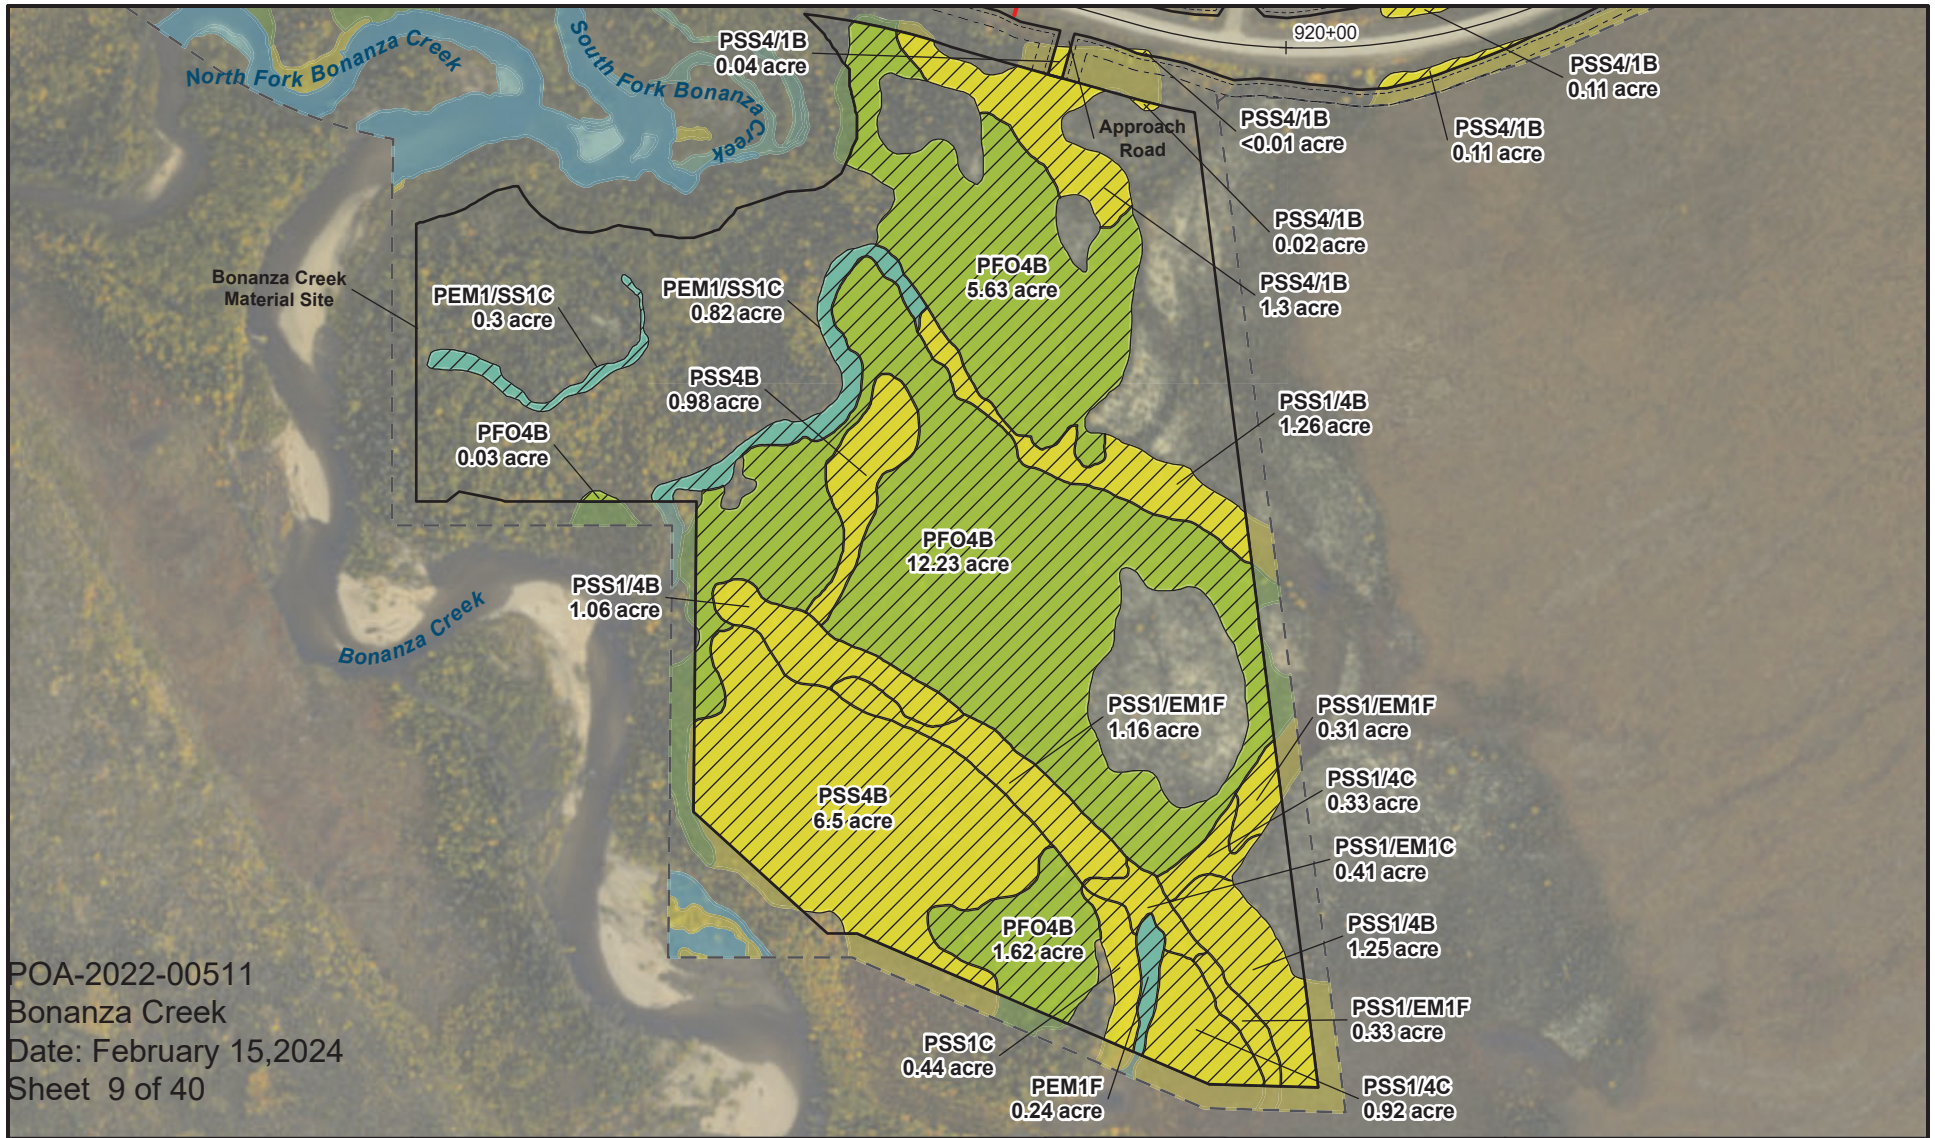 North Fork Bonanza Creek
South Fork Bonanza Creek
PSS4/1B
0.04 acre
920+00
PSS4/1B
0.11 acre
PSS4/1B
0.11 acre
PSS4/1B
<0.01 acre
Approach
Road
PSS4/1B
0.02 acre
PSS4/1B
1.3 acre
Bonanza Creek
Material Site
PEM1/SS1C
0.3 acre
PEM1/SS1C
0.82 acre
PFO4B
5.63 acre
PSS4B
0.98 acre
PSS1/4B
1.26 acre
PFO4B
0.03 acre
PFO4B
12.23 acre
PSS1/4B
1.06 acre
Bonanza Creek
PSS1/EM1F
1.16 acre
PSS1/EM1F
0.31 acre
PSS4B
6.5 acre
PSS1/4C
0.33 acre
PSS1/EM1C
0.41 acre
PFO4B
1.62 acre
PSS1/4B
1.25 acre
PSS1/EM1F
0.33 acre
PSS1C
0.44 acre
PEM1F
0.24 acre
PSS1/4C
0.92 acre
POA-2022-00511
Bonanza Creek
Date: February 15,2024
Sheet 9 of 40